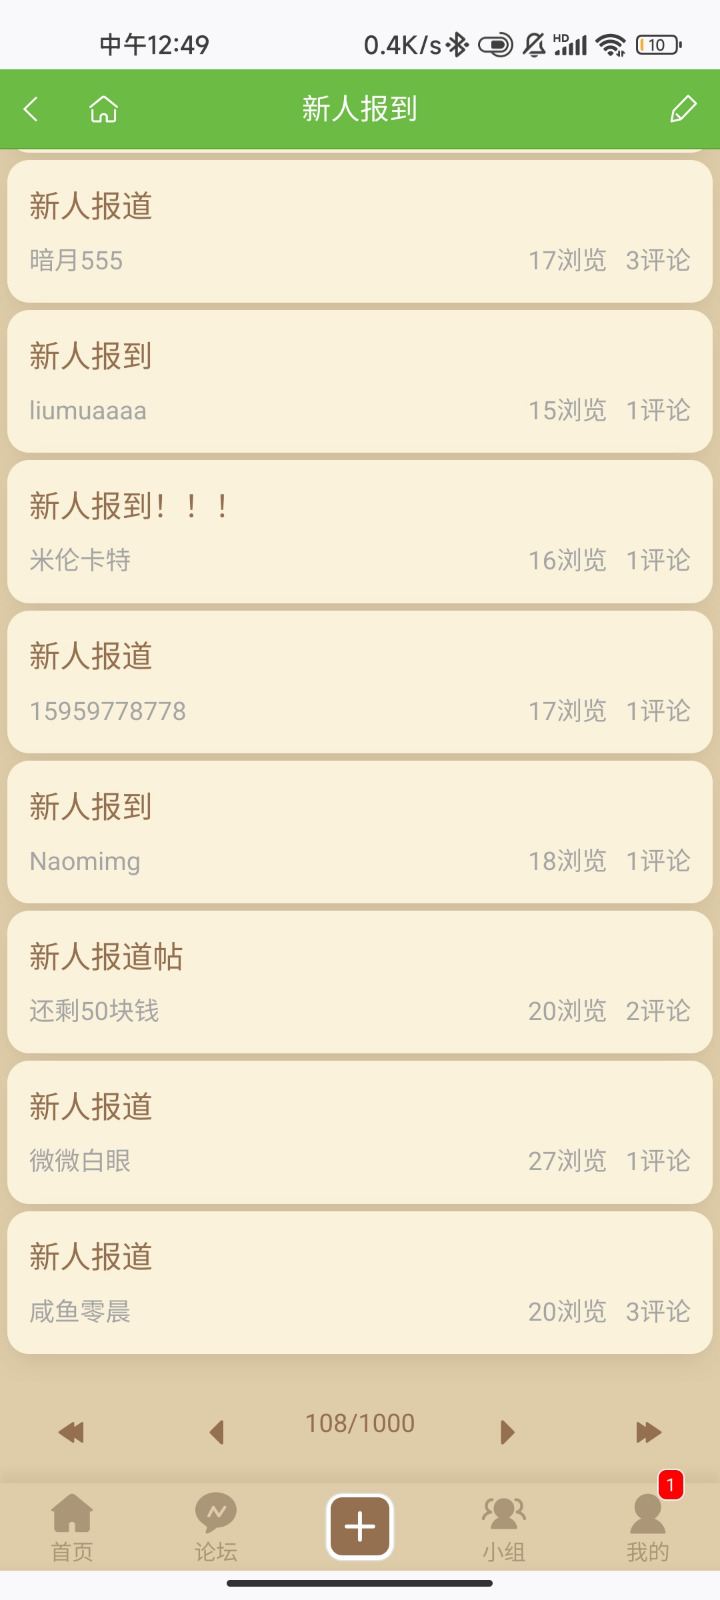 中午12:49 0.4K/s HD 10
新人报到
新人报道
暗月555 17浏览 3评论
新人报到
liumuaaaa 15浏览 1评论
新人报到！！！
米伦卡特 16浏览 1评论
新人报道
15959778778 17浏览 1评论
新人报到
Naomimg 18浏览 1评论
新人报道帖
还剩50块钱 20浏览 2评论
新人报道
微微白眼 27浏览 1评论
新人报道
咸鱼零晨 20浏览 3评论
108/1000
1
首页 论坛 小组 我的